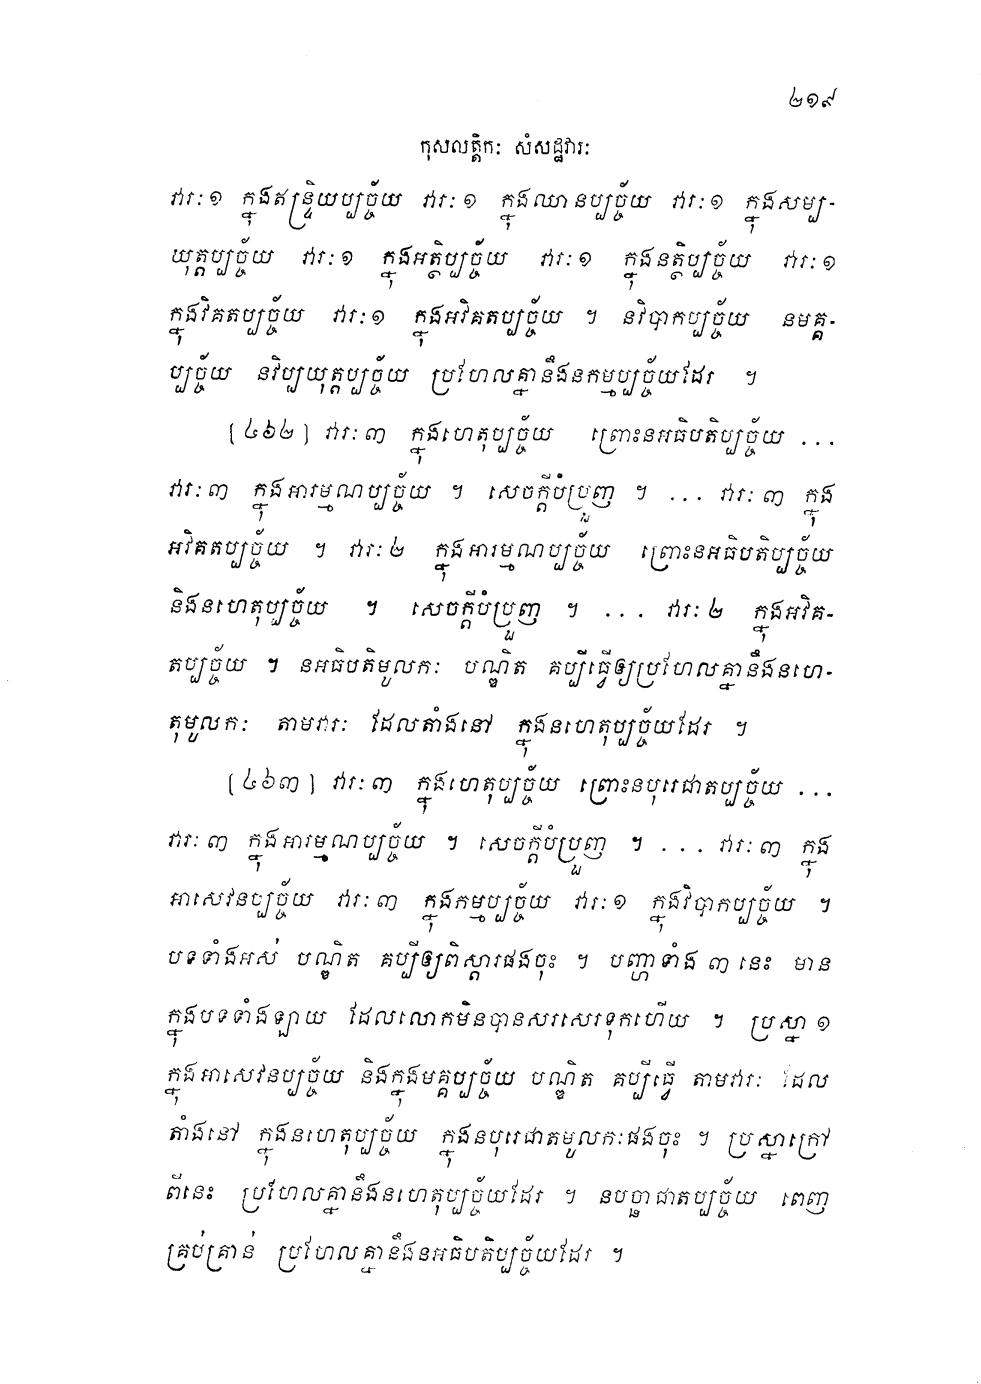 ២១៩
កុសលត្តិកៈ សំសដ្ឋវារៈ
វារៈ១ ក្នុងឥន្ទ្រិយប្បច្ច័យ វារៈ១ ក្នុងឈានប្បច្ច័យ វារៈ១ ក្នុងសម្ប-
យុត្តប្បច្ច័យ វារៈ១ ក្នុងអត្ថិប្បច្ច័យ វារៈ១ ក្នុងនត្ថិប្បច្ច័យ វារៈ១
ក្នុងវិគតប្បច្ច័យ វារៈ១ ក្នុងអវិគតប្បច្ច័យ ។ នវិបាកប្បច្ច័យ នមគ្គ-
ប្បច្ច័យ នវិប្បយុត្តប្បច្ច័យ ប្រហែលគ្នានឹងនកម្មប្បច្ច័យដែរ ។
[៤៦២] វារៈ៣ ក្នុងហេតុប្បច្ច័យ ព្រោះនអធិបតិប្បច្ច័យ ...
វារៈ៣ ក្នុងអារម្មណប្បច្ច័យ ។ សេចក្តីបំប្រួញ ។ ... វារៈ៣ ក្នុង
អវិគតប្បច្ច័យ ។ វារៈ២ ក្នុងអារម្មណប្បច្ច័យ ព្រោះនអធិបតិប្បច្ច័យ
និងនហេតុប្បច្ច័យ ។ សេចក្តីបំប្រួញ ។ ... វារៈ២ ក្នុងអវិគ-
តប្បច្ច័យ ។ នអធិបតិមូលកៈ បណ្ឌិត គប្បីធ្វើឲ្យប្រហែលគ្នានឹងនហេ-
តុមូលកៈ តាមវារៈ ដែលតាំងនៅ ក្នុងនហេតុប្បច្ច័យដែរ ។
[៤៦៣] វារៈ៣ ក្នុងហេតុប្បច្ច័យ ព្រោះនបុរេជាតប្បច្ច័យ ...
វារៈ៣ ក្នុងអារម្មណប្បច្ច័យ ។ សេចក្តីបំប្រួញ ។ ... វារៈ៣ ក្នុង
អាសេវនប្បច្ច័យ វារៈ៣ ក្នុងកម្មប្បច្ច័យ វារៈ១ ក្នុងវិបាកប្បច្ច័យ ។
បទទាំងអស់ បណ្ឌិត គប្បីឲ្យពិស្តារផងចុះ ។ បញ្ហាទាំង ៣ នេះ មាន
ក្នុងបទទាំងឡាយ ដែលលោកមិនបានសរសេរទុកហើយ ។ ប្រស្នា ១
ក្នុងអាសេវនប្បច្ច័យ និងក្នុងមគ្គប្បច្ច័យ បណ្ឌិត គប្បីធ្វើ តាមវារៈ ដែល
តាំងនៅ ក្នុងនហេតុប្បច្ច័យ ក្នុងនបុរេជាតមូលកៈផងចុះ ។ ប្រស្នាក្រៅ
ពីនេះ ប្រហែលគ្នានឹងនហេតុប្បច្ច័យដែរ ។ នបច្ឆាជាតប្បច្ច័យ ពេញ
គ្រប់គ្រាន់ ប្រហែលគ្នានឹងនអធិបតិប្បច្ច័យដែរ ។